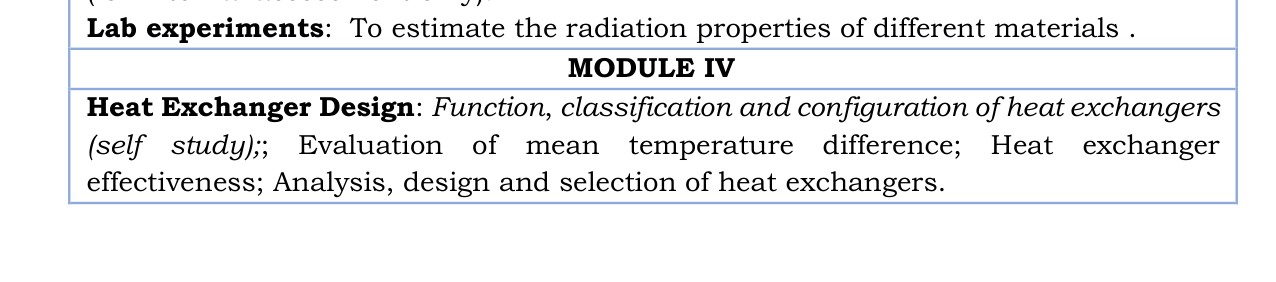 Lab experiments:  To estimate the radiation properties of different materials .
MODULE IV
Heat Exchanger Design: Function, classification and configuration of heat exchangers
(self study);; Evaluation of mean temperature difference; Heat exchanger
effectiveness; Analysis, design and selection of heat exchangers.